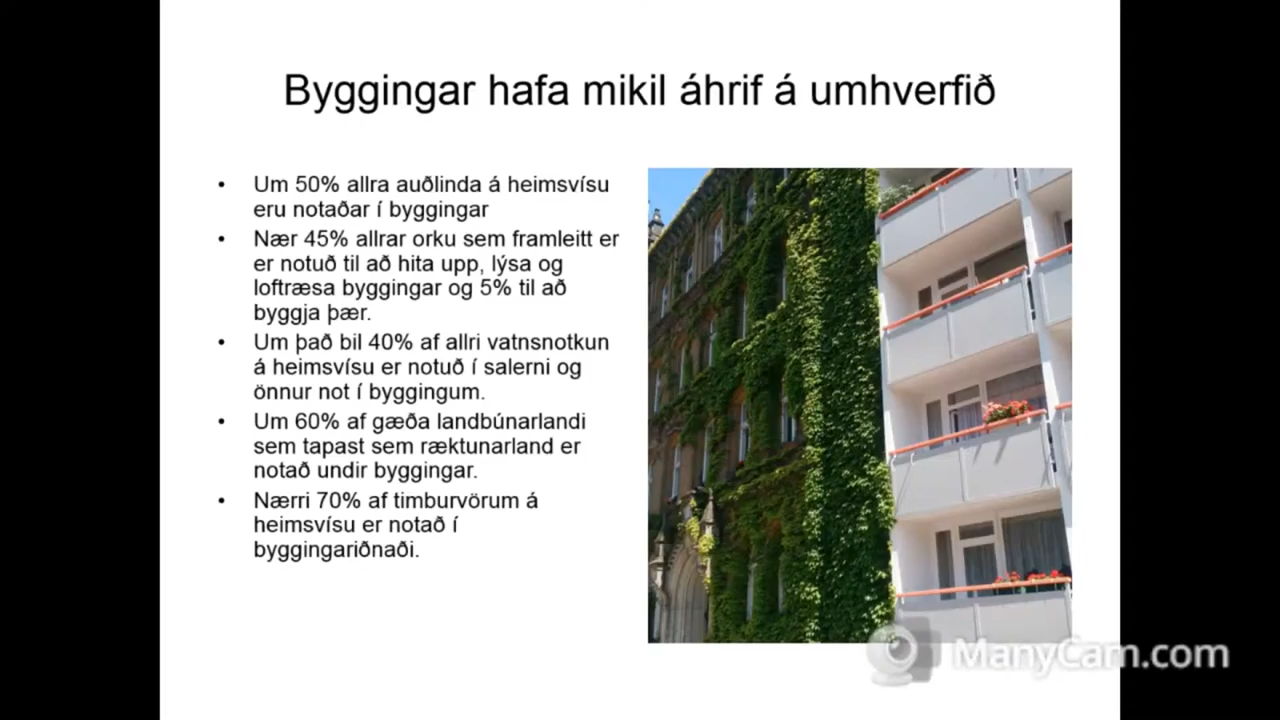 Byggingar hafa mikil áhrif á umhverfið
• Um 50% allra auðlinda á heimsvísu
eru notaðar í byggingar
• Nær 45% allrar orku sem framleitt er
er notuð til að hita upp, lýsa og
loftræsa byggingar og 5% til að
byggja þær.
• Um það bil 40% af allri vatnsnotkun
á heimsvísu er notuð í salerni og
önnur not í byggingum.
• Um 60% af gæða landbúnarlandi
sem tapast sem ræktunarland er
notað undir byggingar.
• Nærri 70% af timburvörum á
heimsvísu er notað í
byggingariðnaði.
ManyCam.com